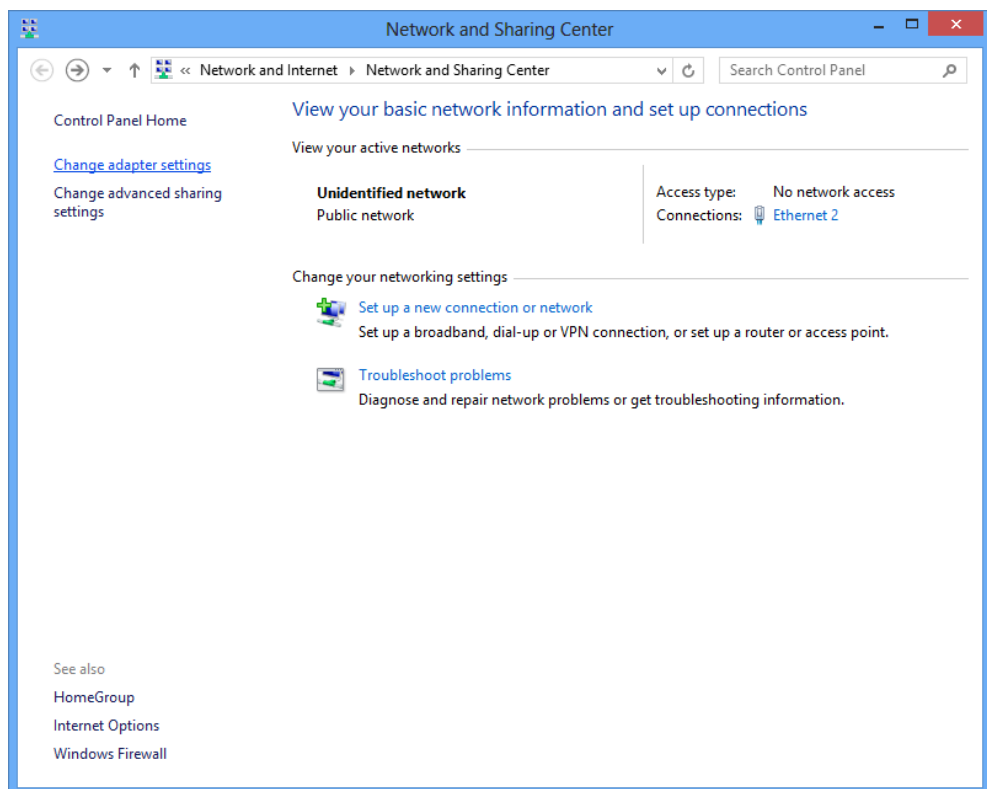 Network and Sharing Center
« Network and Internet Network and Sharing Center
Search Control Panel
Control Panel Home
Change adapter settings
Change advanced sharing
settings
View your basic network information and set up connections
View your active networks
Unidentified network
Public network
Access type: No network access
Connections: Ethernet 2
Change your networking settings
Set up a new connection or network
Set up a broadband, dial-up or VPN connection, or set up a router or access point.
Troubleshoot problems
Diagnose and repair network problems or get troubleshooting information.
See also
HomeGroup
Internet Options
Windows Firewall